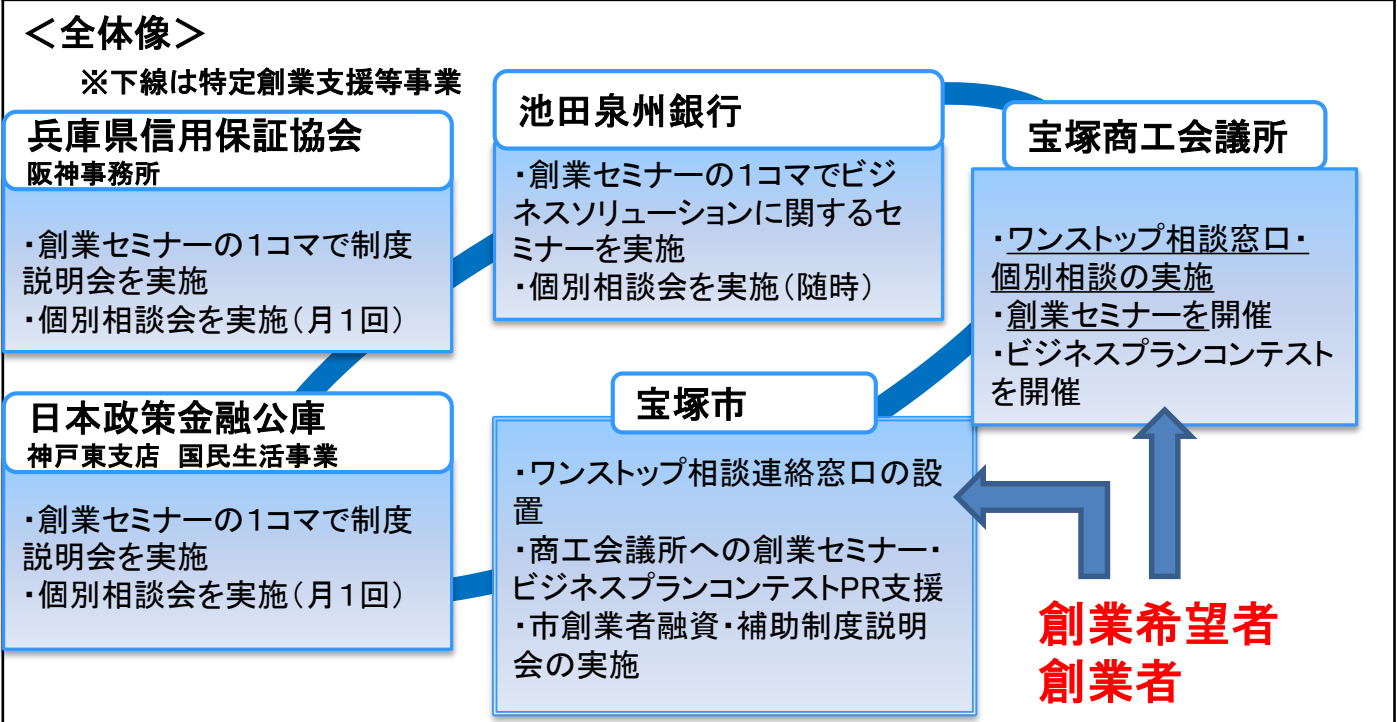 ＜全体像＞
※下線は特定創業支援等事業
兵庫県信用保証協会
阪神事務所
・創業セミナーの１コマで制度
説明会を実施
・個別相談会を実施（月１回）
池田泉州銀行
・創業セミナーの１コマでビジ
ネスソリューションに関するセ
ミナーを実施
・個別相談会を実施（随時）
宝塚商工会議所
・ワンストップ相談窓口・
個別相談の実施
・創業セミナーを開催
・ビジネスプランコンテスト
を開催
日本政策金融公庫
神戸東支店 国民生活事業
・創業セミナーの１コマで制度
説明会を実施
・個別相談会を実施（月１回）
宝塚市
・ワンストップ相談連絡窓口の設
置
・商工会議所への創業セミナー・
ビジネスプランコンテストPR支援
・市創業者融資・補助制度説明
会の実施
創業希望者
創業者